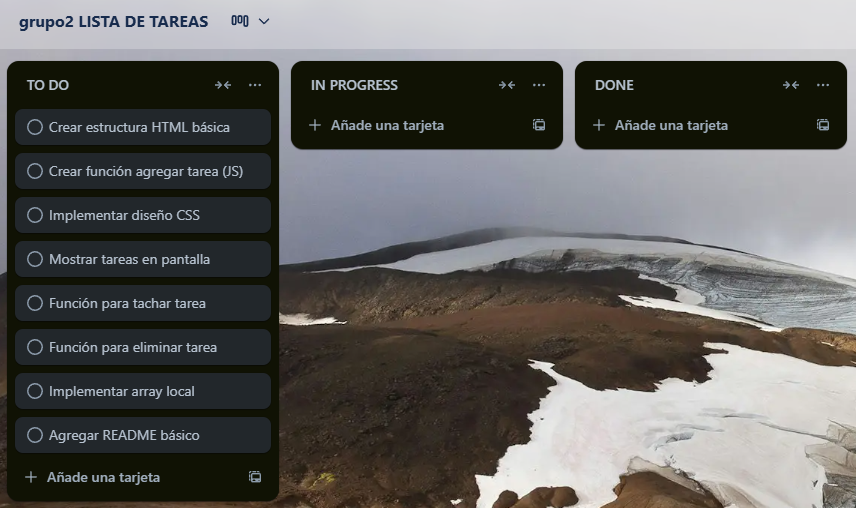 grupo2 LISTA DE TAREAS
TO DO
Crear estructura HTML básica
Crear función agregar tarea (JS)
Implementar diseño CSS
Mostrar tareas en pantalla
Función para tachar tarea
Función para eliminar tarea
Implementar array local
Agregar README básico
Añade una tarjeta
IN PROGRESS
Añade una tarjeta
DONE
Añade una tarjeta